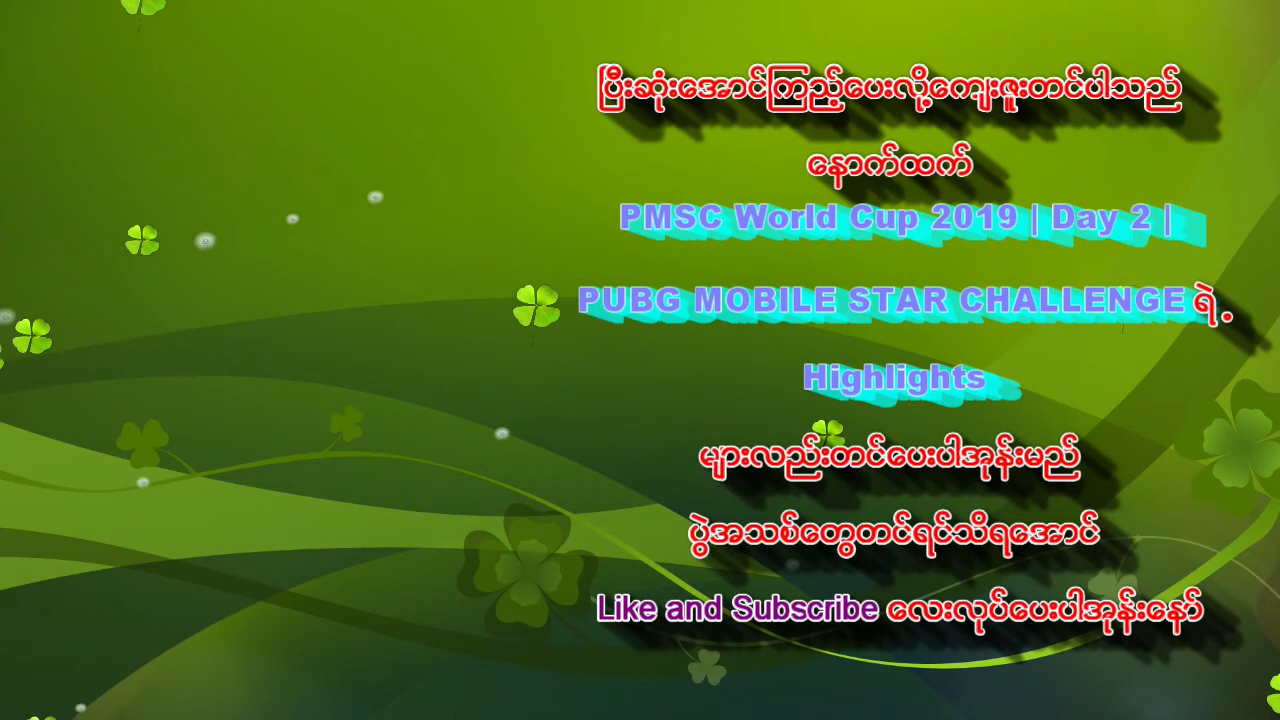 ပြီးဆုံးအောင်ကြည့်ပေးလို့ကျေးဇူးတင်ပါသည်
နောက်ထက်
PMSC World Cup 2019 | Day 2 |
PUBG MOBILE STAR CHALLENGE ရဲ့
Highlights
များလည်းတင်ပေးပါအုန်းမည်
ပွဲအသစ်တွေတင်ရင်သိရအောင်
Like and Subscribe လေးလုပ်ပေးပါအုန်းနော်